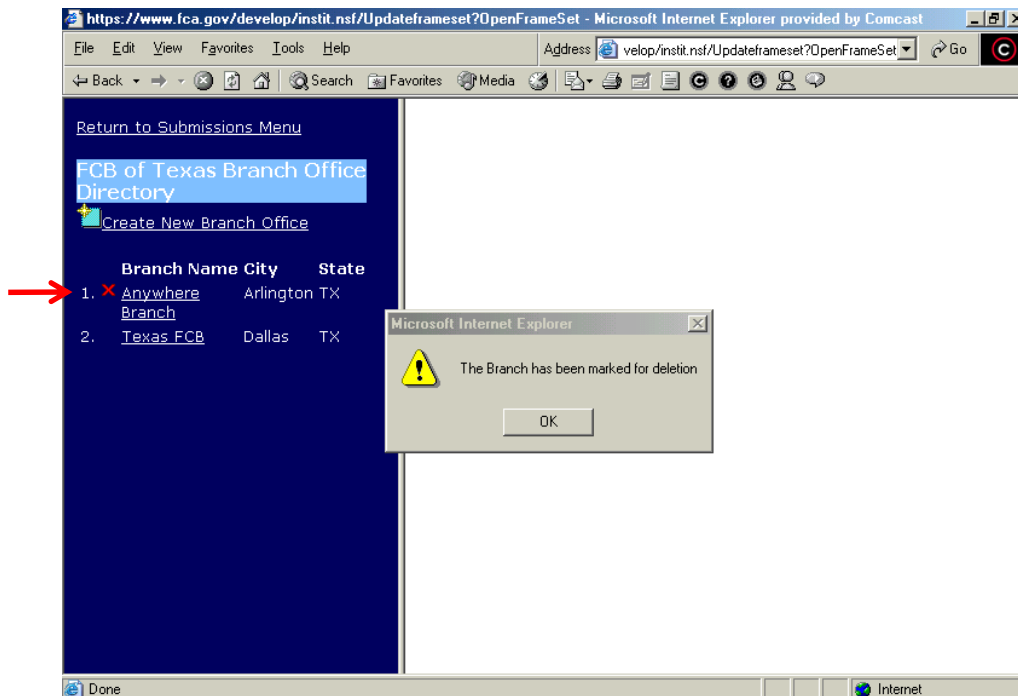 https://www.fca.gov/develop/instit.nsf/Updateframeset?OpenFrameSet - Microsoft Internet Explorer provided by Comcast
File Edit View Favorites Tools Help
Address velop/instit.nsf/Updateframeset?OpenFrameSet Go
Back Search Favorites Media
Return to Submissions Menu
FCB of Texas Branch Office
Directory
Create New Branch Office
Branch Name City State
1. Anywhere Arlington TX
Branch
2. Texas FCB Dallas TX
Microsoft Internet Explorer
The Branch has been marked for deletion
OK
Done Internet